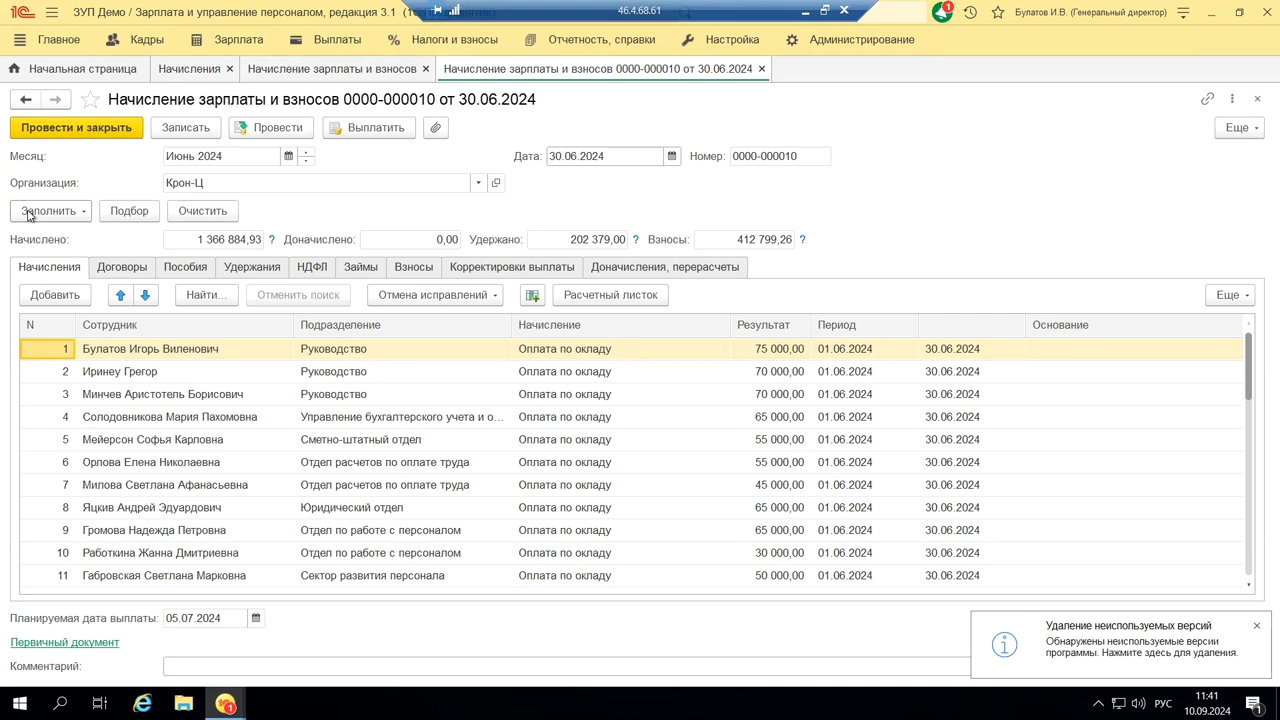 ЗУП Демо / Зарплата и управление персоналом, редакция 3.1 (1С
46.4.68.61
1
Булатов И.В. (Генеральный директор)
Главное Кадры Зарплата Выплаты Налоги и взносы Отчетность, справки Настройка Администрирование
Начальная страница Начисления Начисление зарплаты и взносов Начисление зарплаты и взносов 0000-000010 от 30.06.2024
Начисление зарплаты и взносов 0000-000010 от 30.06.2024
Провести и закрыть Записать Провести Выплатить Еще
Месяц: Июнь 2024 Дата: 30.06.2024 Номер: 0000-000010
Организация: Крон-Ц
Заполнить Подбор Очистить
Начислено: 1 366 884,93 ? Доначислено: 0,00 Удержано: 202 379,00 ? Взносы: 412 799,26 ?
Начисления Договоры Пособия Удержания НДФЛ Займы Взносы Корректировки выплаты Доначисления, перерасчеты
Добавить Найти... Отменить поиск Отмена исправлений Расчетный листок Еще
N Сотрудник Подразделение Начисление Результат Период Основание
1 Булатов Игорь Виленович Руководство Оплата по окладу 75 000,00 01.06.2024 30.06.2024
2 Иринеу Грегор Руководство Оплата по окладу 70 000,00 01.06.2024 30.06.2024
3 Минчев Аристотель Борисович Руководство Оплата по окладу 70 000,00 01.06.2024 30.06.2024
4 Солодовникова Мария Пахомовна Управление бухгалтерского учета и о... Оплата по окладу 65 000,00 01.06.2024 30.06.2024
5 Мейерсон Софья Карловна Сметно-штатный отдел Оплата по окладу 55 000,00 01.06.2024 30.06.2024
6 Орлова Елена Николаевна Отдел расчетов по оплате труда Оплата по окладу 55 000,00 01.06.2024 30.06.2024
7 Милова Светлана Афанасьевна Отдел расчетов по оплате труда Оплата по окладу 45 000,00 01.06.2024 30.06.2024
8 Яцкив Андрей Эдуардович Юридический отдел Оплата по окладу 65 000,00 01.06.2024 30.06.2024
9 Громова Надежда Петровна Отдел по работе с персоналом Оплата по окладу 65 000,00 01.06.2024 30.06.2024
10 Работкина Жанна Дмитриевна Отдел по работе с персоналом Оплата по окладу 30 000,00 01.06.2024 30.06.2024
11 Габровская Светлана Марковна Сектор развития персонала Оплата по окладу 50 000,00 01.06.2024 30.06.2024
Планируемая дата выплаты: 05.07.2024
Первичный документ
Комментарий:
Удаление неиспользуемых версий
Обнаружены неиспользуемые версии
программы. Нажмите здесь для удаления.
РУС
11:41
10.09.2024
1
1